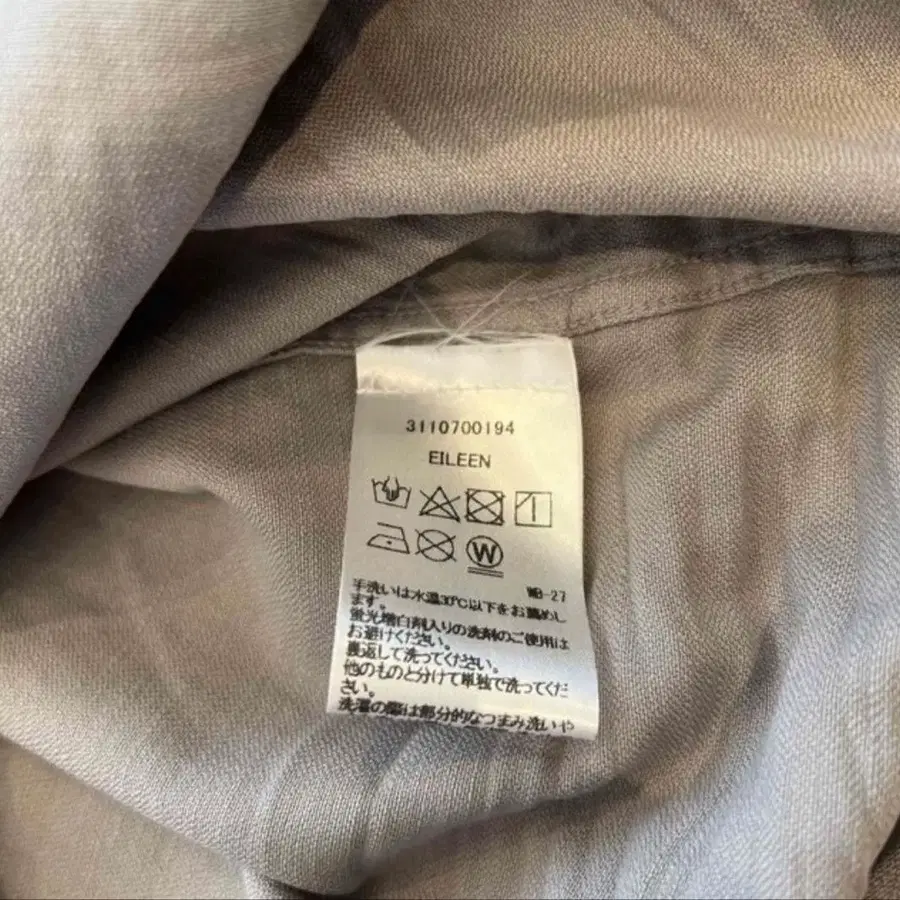 3110700194
EILEEN
W
WB-27
手洗いは水温30℃以下をお薦めし
ます。
蛍光増白剤入りの洗剤のご使用は
お避けください。
裏返して洗ってください。
他のものと分けて単独で洗ってくだ
さい。
洗濯の際は部分的なつまみ洗いや